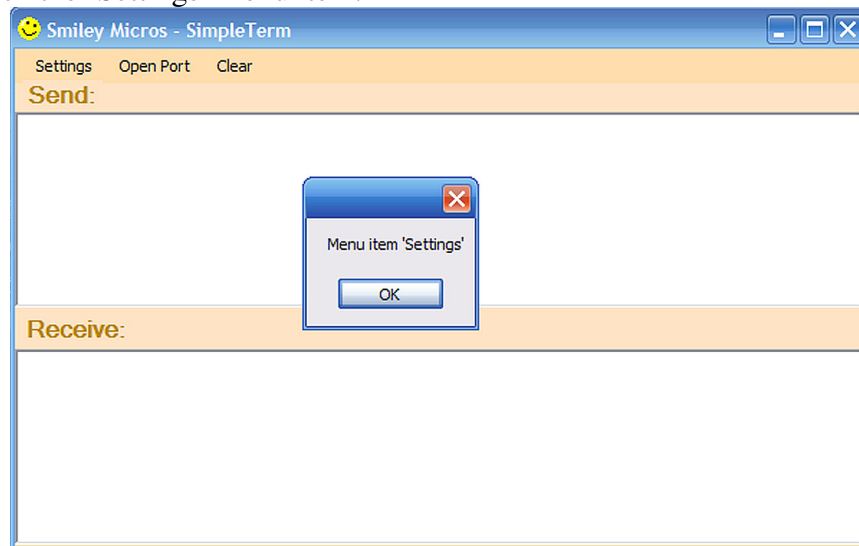 Smiley Micros - SimpleTerm
Settings Open Port Clear
Send:
Menu item 'Settings'
OK
Receive: